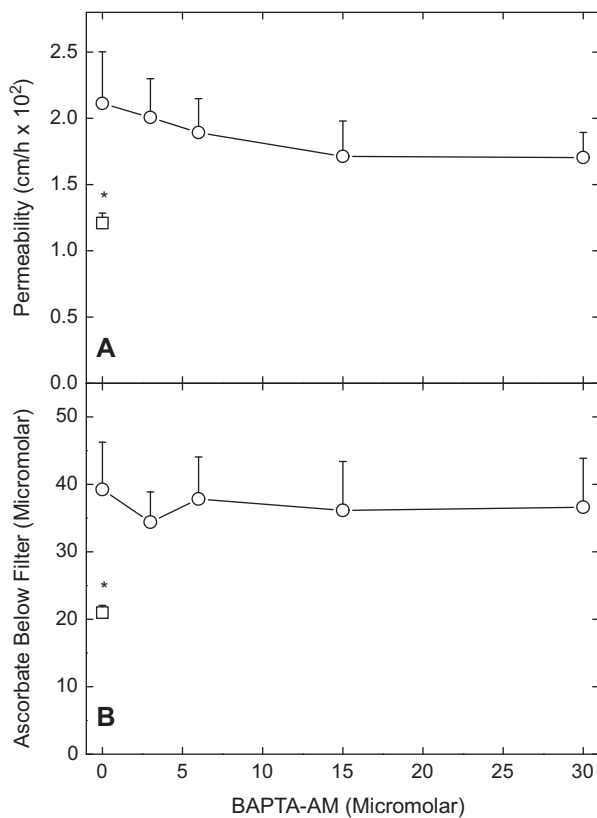 2.5
2.0
1.5
1.0
0.5
0.0
Permeability (cm/h x 10²)
*
A
50
40
30
20
10
0
Ascorbate Below Filter (Micromolar)
*
B
0 5 10 15 20 25 30
BAPTA-AM (Micromolar)